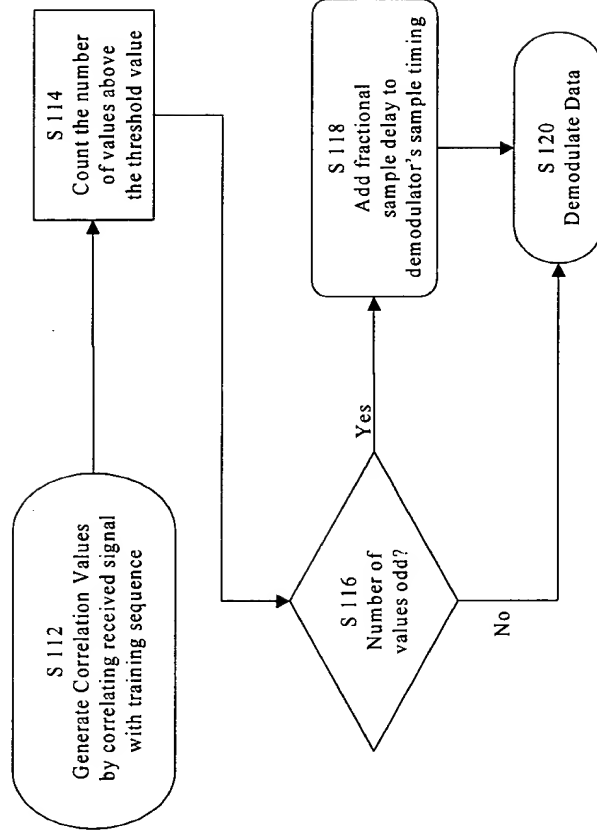 S 112
Generate Correlation Values
by correlating received signal
with training sequence
S 114
Count the number
of values above
the threshold value
S 116
Number of
values odd?
Yes
No
S 118
Add fractional
sample delay to
demodulator's sample timing
S 120
Demodulate Data